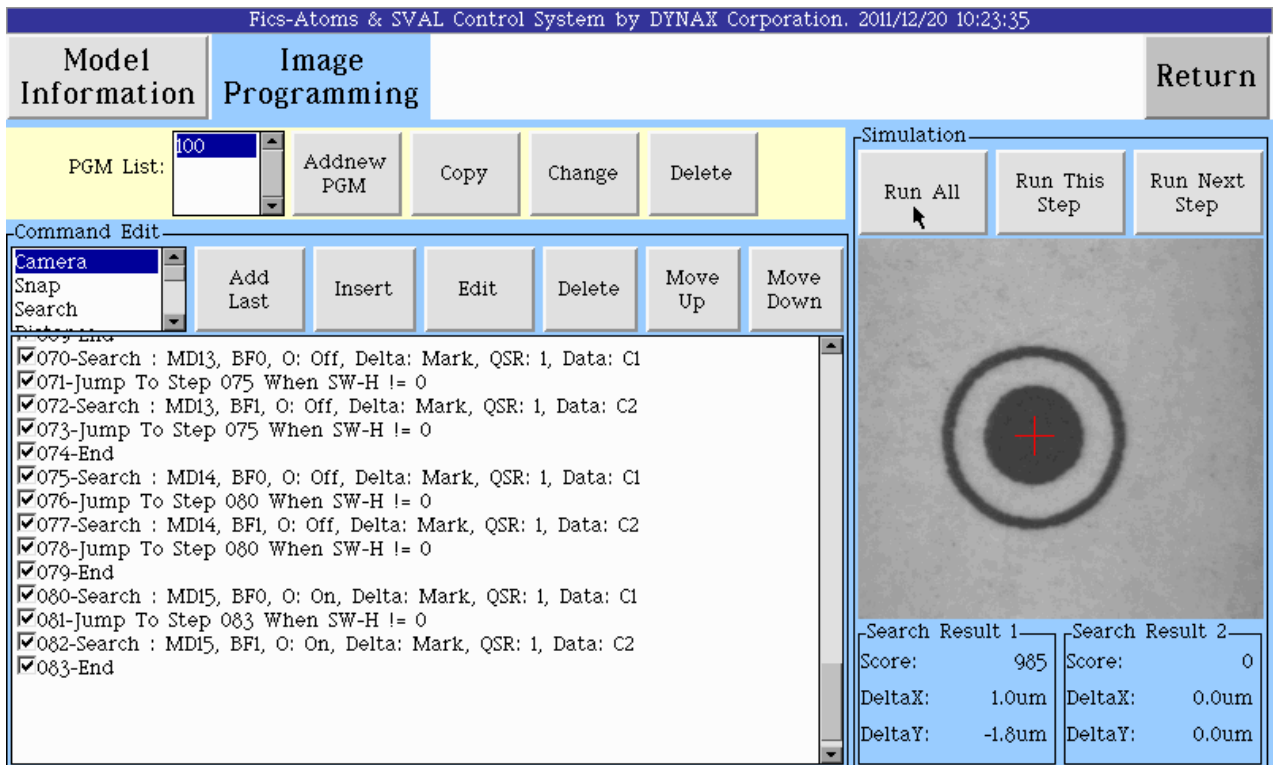 Fics-Atoms & SVAL Control System by DYNAX Corporation. 2011/12/20 10:23:35
Model Information
Image Programming
Return
PGM List:
100
Addnew PGM
Copy
Change
Delete
Simulation
Run All
Run This Step
Run Next Step
Command Edit
Camera
Snap
Search
Add Last
Insert
Edit
Delete
Move Up
Move Down
070-Search : MD13, BF0, O: Off, Delta: Mark, QSR: 1, Data: C1
071-Jump To Step 075 When SW-H != 0
072-Search : MD13, BF1, O: Off, Delta: Mark, QSR: 1, Data: C2
073-Jump To Step 075 When SW-H != 0
074-End
075-Search : MD14, BF0, O: Off, Delta: Mark, QSR: 1, Data: C1
076-Jump To Step 080 When SW-H != 0
077-Search : MD14, BF1, O: Off, Delta: Mark, QSR: 1, Data: C2
078-Jump To Step 080 When SW-H != 0
079-End
080-Search : MD15, BF0, O: On, Delta: Mark, QSR: 1, Data: C1
081-Jump To Step 083 When SW-H != 0
082-Search : MD15, BF1, O: On, Delta: Mark, QSR: 1, Data: C2
083-End
Search Result 1
Score: 985
DeltaX: 1.0um
DeltaY: -1.8um
Search Result 2
Score: 0
DeltaX: 0.0um
DeltaY: 0.0um